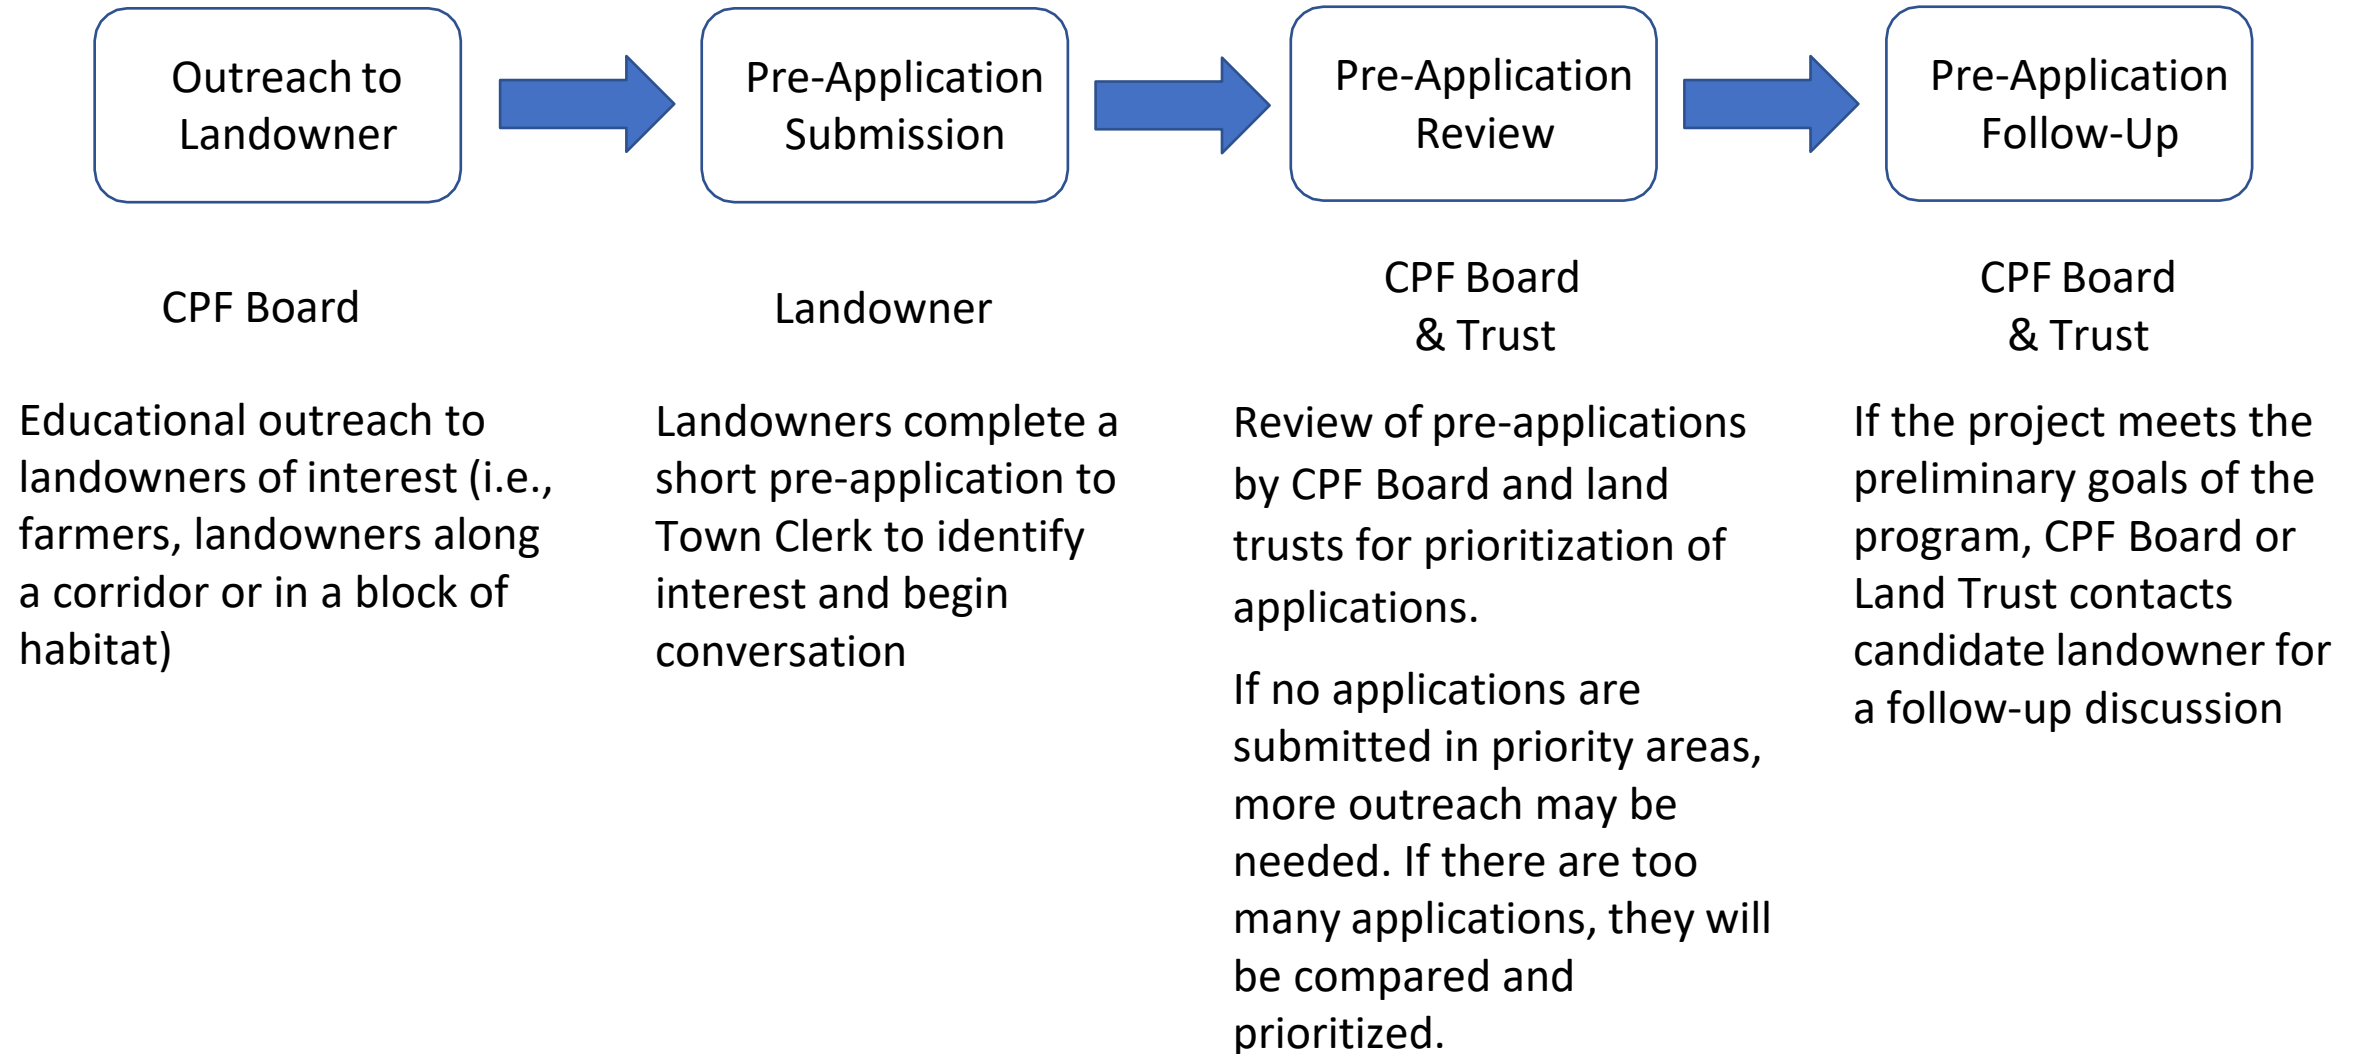 Outreach to
Landowner
Pre-Application
Submission
Pre-Application
Review
Pre-Application
Follow-Up
CPF Board
Landowner
CPF Board
& Trust
CPF Board
& Trust
Educational outreach to
landowners of interest (i.e.,
farmers, landowners along
a corridor or in a block of
habitat)
Landowners complete a
short pre-application to
Town Clerk to identify
interest and begin
conversation
Review of pre-applications
by CPF Board and land
trusts for prioritization of
applications.
If no applications are
submitted in priority areas,
more outreach may be
needed. If there are too
many applications, they will
be compared and
prioritized.
If the project meets the
preliminary goals of the
program, CPF Board or
Land Trust contacts
candidate landowner for
a follow-up discussion